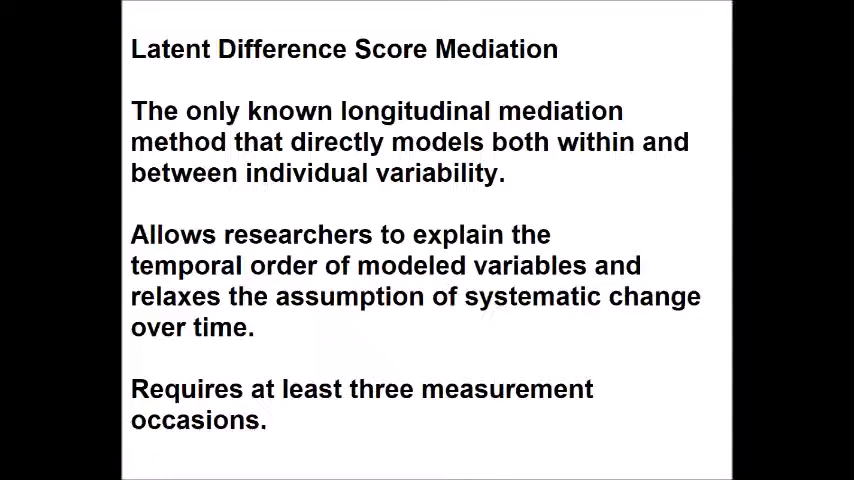 Latent Difference Score Mediation
The only known longitudinal mediation
method that directly models both within and
between individual variability.
Allows researchers to explain the
temporal order of modeled variables and
relaxes the assumption of systematic change
over time.
Requires at least three measurement
occasions.